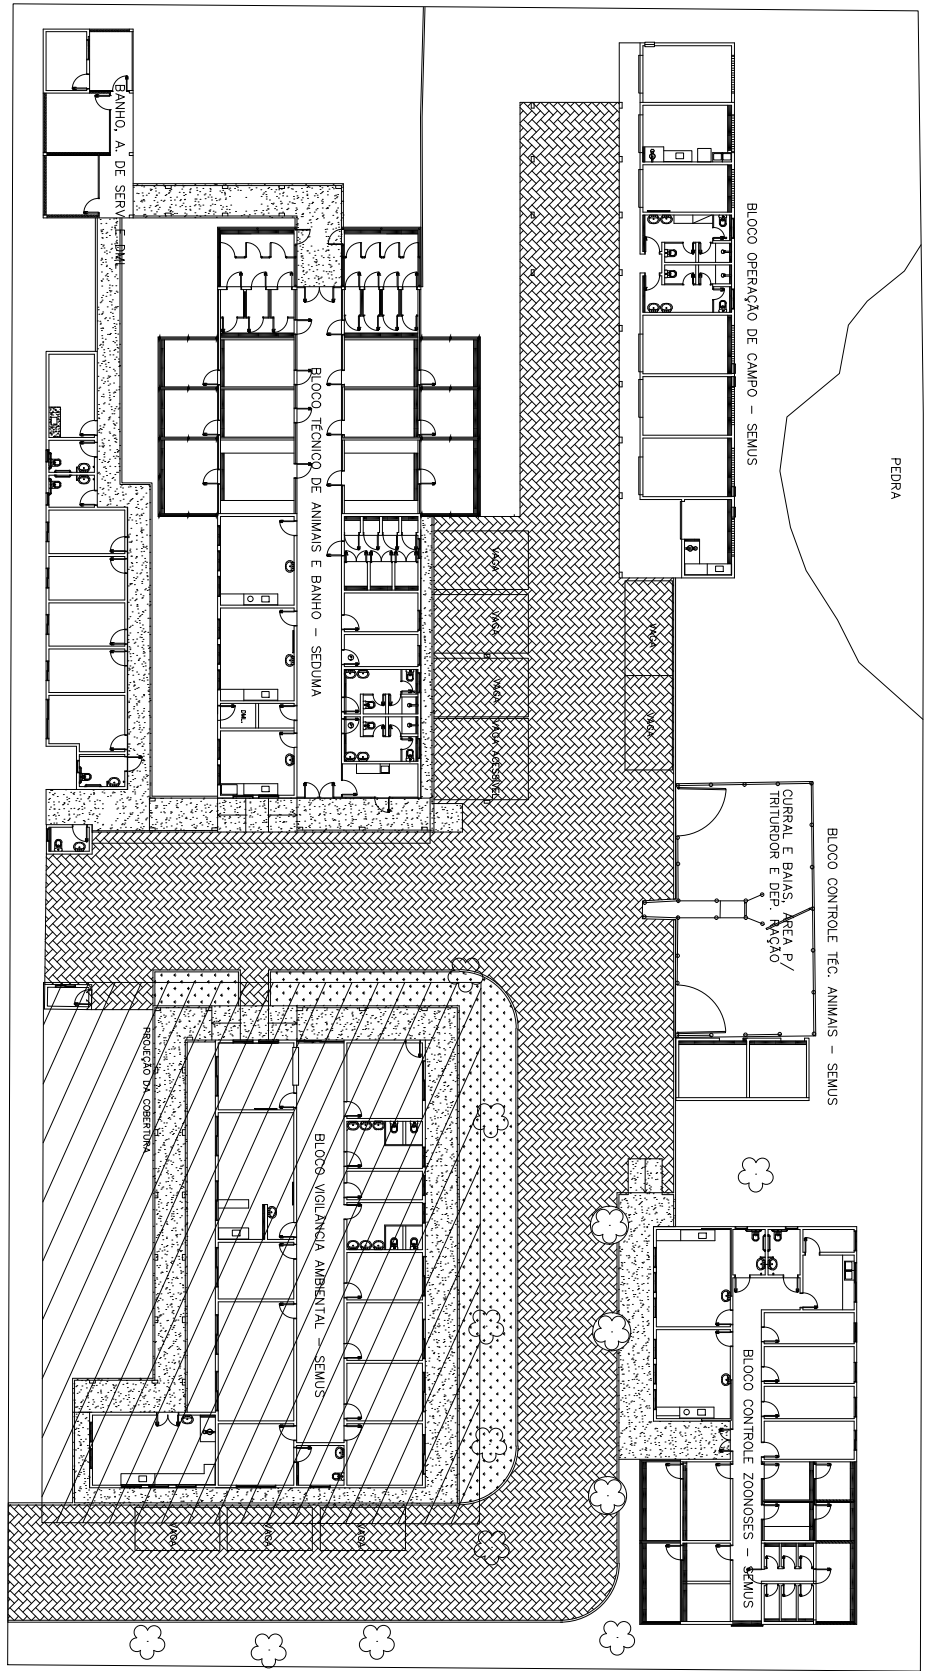 BANHO, A. DE SERV. E DML
BLOCO OPERAÇÃO DE CAMPO - SEMUS
PEDRA
BLOCO TÉCNICO DE ANIMAIS E BANHO - SEDUMA
VAGA
VAGA
VAGA
VAGA ACESSÍVEL
VAGA
VAGA
DML
CURRAL E BAIAS, ÁREA P/
TRITURDOR E DEP. RAÇÃO
BLOCO CONTROLE TÉC. ANIMAIS - SEMUS
PROJEÇÃO DA COBERTURA
BLOCO VIGILANCIA AMBIENTAL - SEMUS
BLOCO CONTROLE ZOONOSES - SEMUS
VAGA
VAGA
VAGA